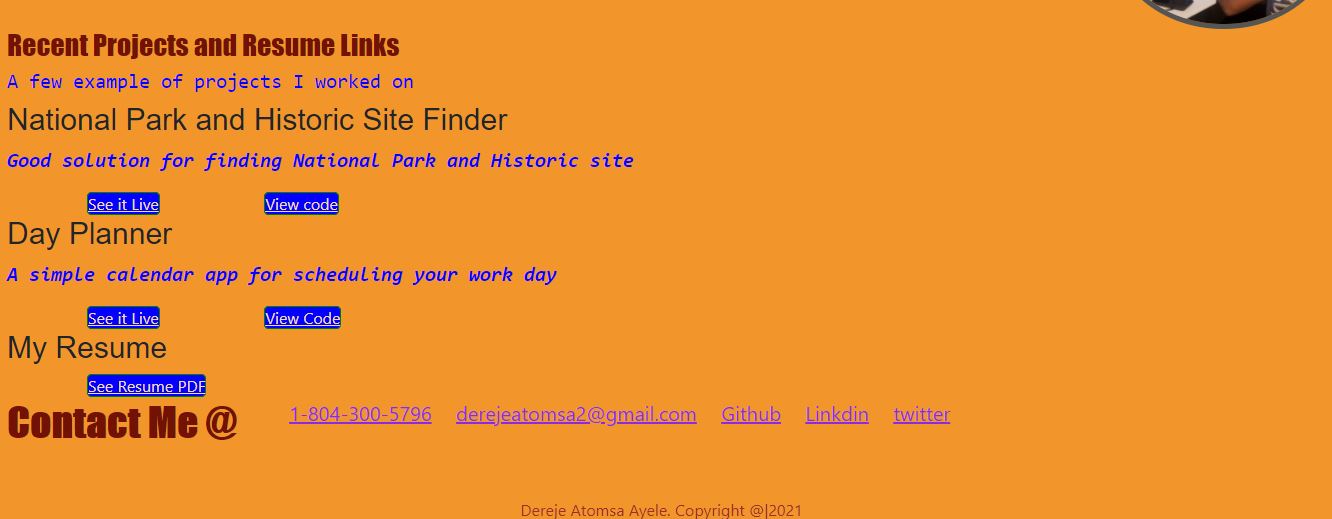 Recent Projects and Resume Links
A few example of projects I worked on
National Park and Historic Site Finder
Good solution for finding National Park and Historic site
See it Live View code
Day Planner
A simple calendar app for scheduling your work day
See it Live View Code
My Resume
See Resume PDF
Contact Me @ 1-804-300-5796 derejeatomsa2@gmail.com Github Linkdin twitter
Dereje Atomsa Ayele. Copyright @|2021